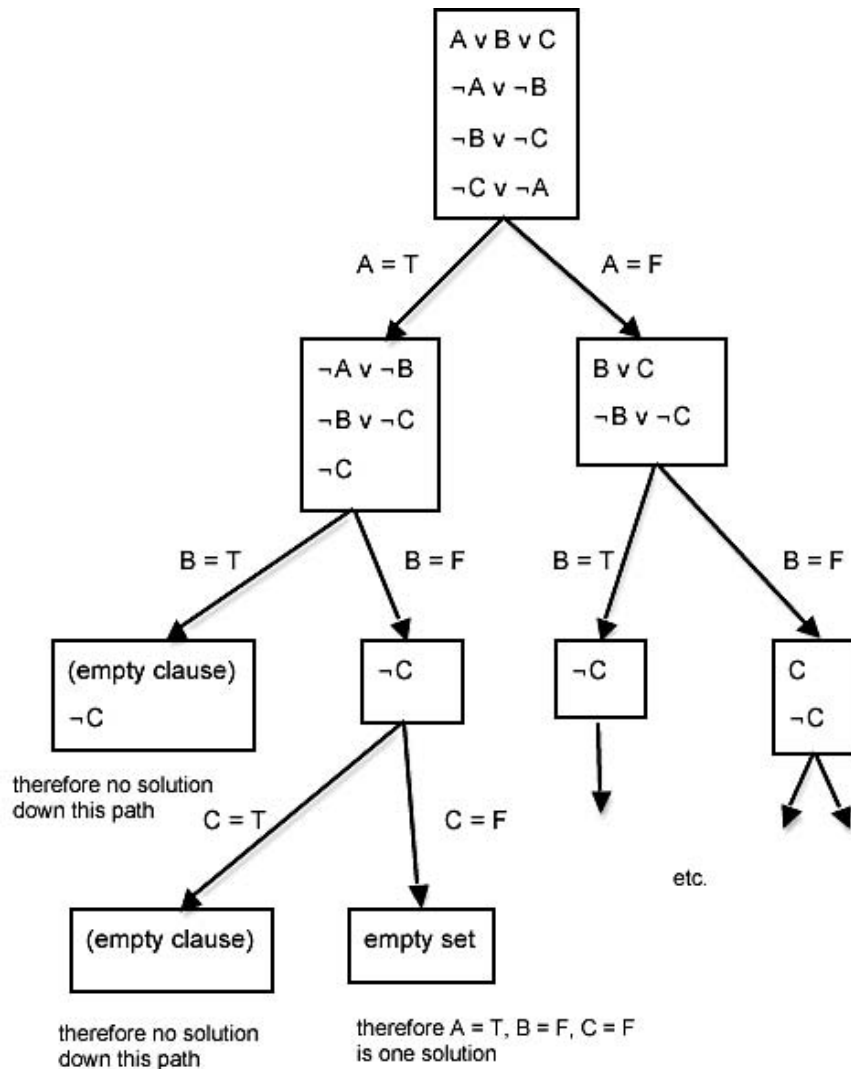 A v B v C
¬A v ¬B
¬B v ¬C
¬C v ¬A
A = T
A = F
¬A v ¬B
¬B v ¬C
¬C
B v C
¬B v ¬C
B = T
B = F
B = T
B = F
(empty clause)
¬C
¬C
¬C
C
¬C
therefore no solution
down this path
C = T
C = F
etc.
(empty clause)
empty set
therefore no solution
down this path
therefore A = T, B = F, C = F
is one solution